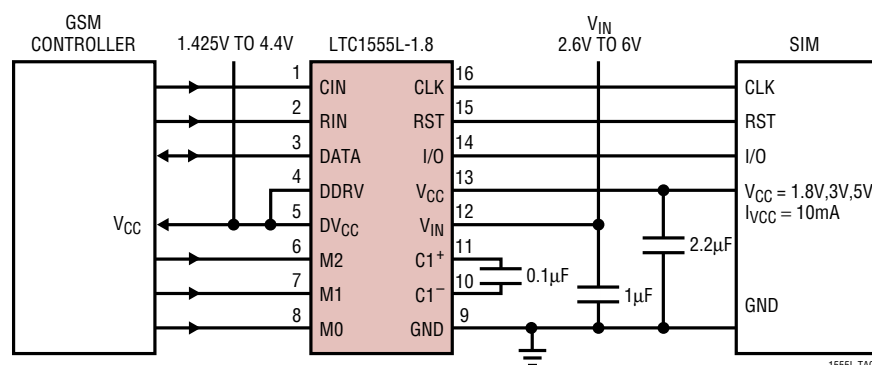 GSM
CONTROLLER
1.425V TO 4.4V
LTC1555L-1.8
VIN
2.6V TO 6V
SIM
1 CIN CLK 16 CLK
2 RIN RST 15 RST
3 DATA I/O 14 I/O
4 DDRV VCC 13 VCC = 1.8V,3V,5V
IVCC = 10mA
VCC 5 DVCC VIN 12
2.2µF
6 M2 C1+ 11
0.1µF
7 M1 C1– 10
1µF
8 M0 GND 9 GND